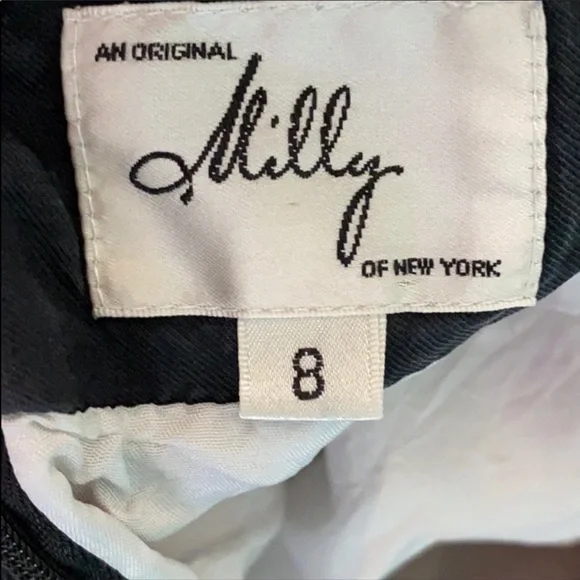 AN ORIGINAL
Milly
OF NEW YORK
8